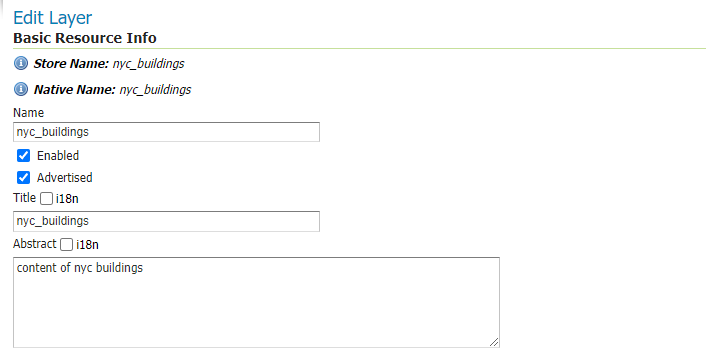 Edit Layer
Basic Resource Info
Store Name: nyc_buildings
Native Name: nyc_buildings
Name
nyc_buildings
Enabled
Advertised
Title i18n
nyc_buildings
Abstract i18n
content of nyc buildings